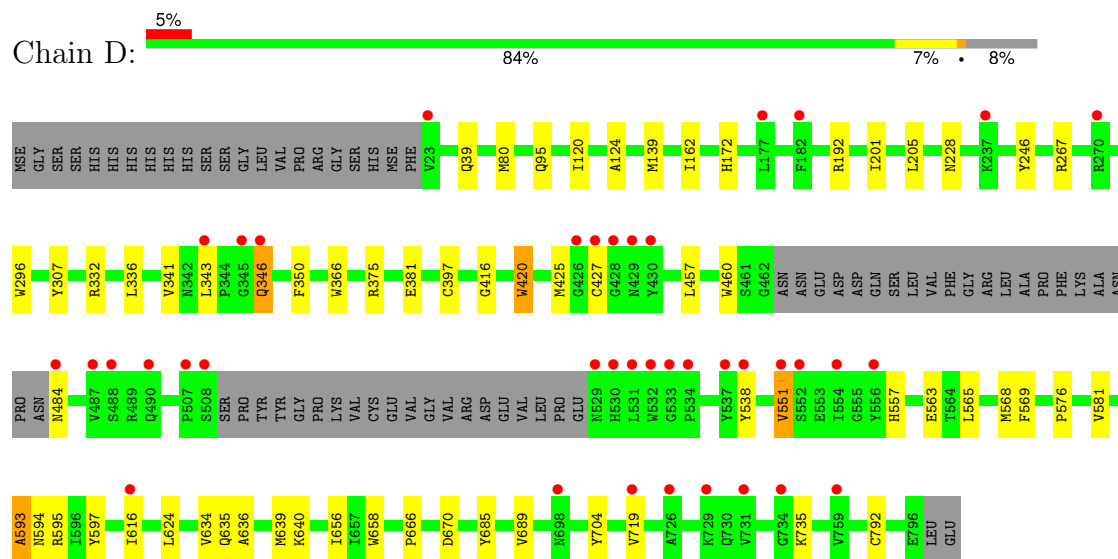 5%
Chain D:
84% 7% • 8%
MSE GLY SER SER HIS HIS HIS HIS HIS HIS SER SER GLY LEU VAL PRO ARG GLY SER HIS MSE PHE V23 Q39 M80 Q95 I120 A124 M139 I162 H172 L177 F182 R192 I201 L205 N228 K237 Y246 R267 R270
W296 Y307 R332 L336 V341 N342 L343 P344 G345 Q346 F350 W366 R375 E381 C397 G416 W420 M425 G426 C427 G428 N429 Y430 L457 W460 S461 G462 ASN ASN GLU ASP ASP GLN SER LEU VAL PHE GLY ARG LEU ALA PRO PHE LYS ALA ASN
PRO ASN N484 V487 S488 R489 Q490 P507 S508 SER PRO TYR TYR GLY PRO LYS VAL CYS GLU VAL GLY VAL ARG ASP GLU VAL LEU PRO GLU N529 H530 L531 W532 G533 P534 Y537 Y538 V551 S552 E553 I554 G555 Y556 H557 E563 T564 L565 M568 F569 P576 V581
A593 N594 R595 I596 Y597 I616 L624 V634 Q635 A636 M639 K640 I656 I657 W658 P666 D670 Y685 V689 N698 Y704 V719 A726 K729 Q730 V731 G734 K735 V759 C792 E796 LEU GLU